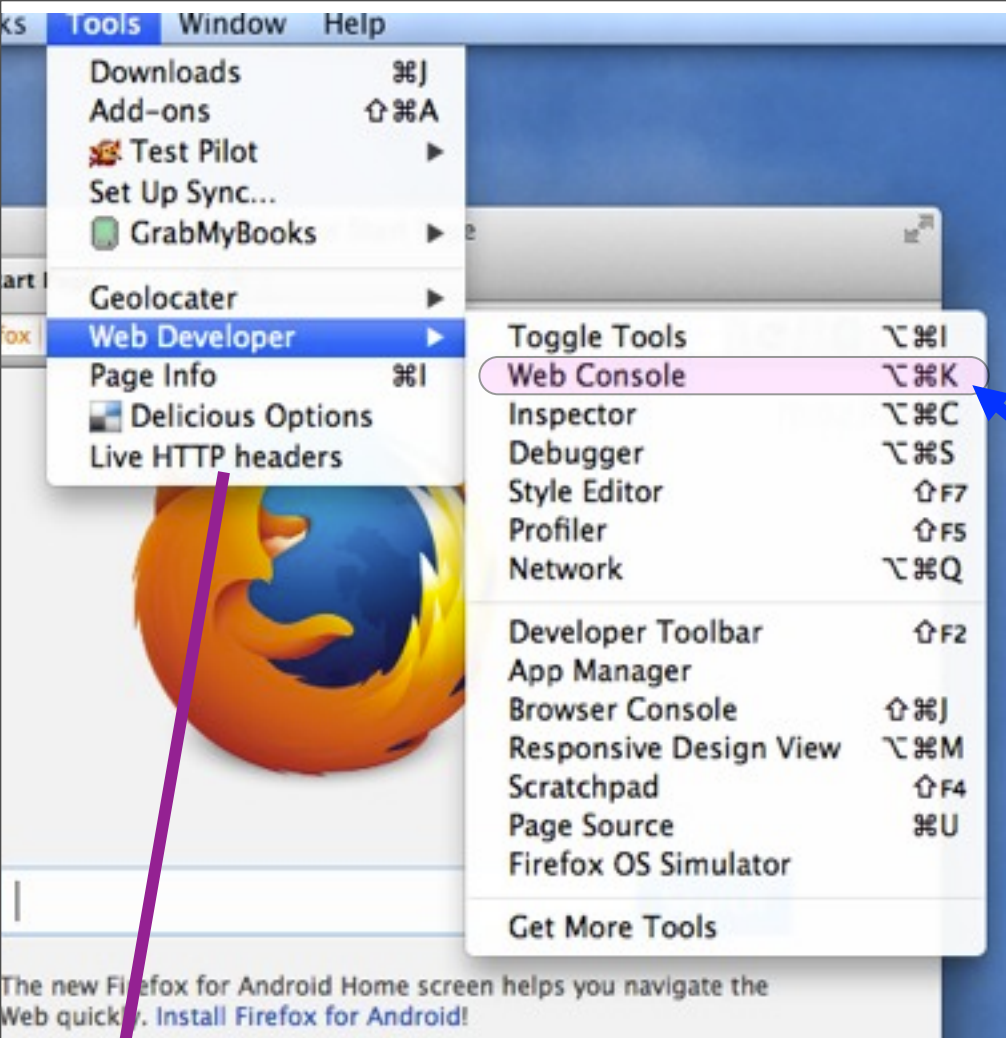 ks Tools Window Help
Downloads ⌘J
Add-ons ⇧⌘A
Test Pilot ▶
Set Up Sync...
GrabMyBooks ▶
art
Geolocater ▶
fox
Web Developer ▶
Page Info ⌘I
Delicious Options
Live HTTP headers
Toggle Tools ⌥⌘I
Web Console ⌥⌘K
Inspector ⌥⌘C
Debugger ⌥⌘S
Style Editor ⇧F7
Profiler ⇧F5
Network ⌥⌘Q
Developer Toolbar ⇧F2
App Manager
Browser Console ⇧⌘J
Responsive Design View ⌥⌘M
Scratchpad ⇧F4
Page Source ⌘U
Firefox OS Simulator
Get More Tools
The new Firefox for Android Home screen helps you navigate the
Web quickly. Install Firefox for Android!